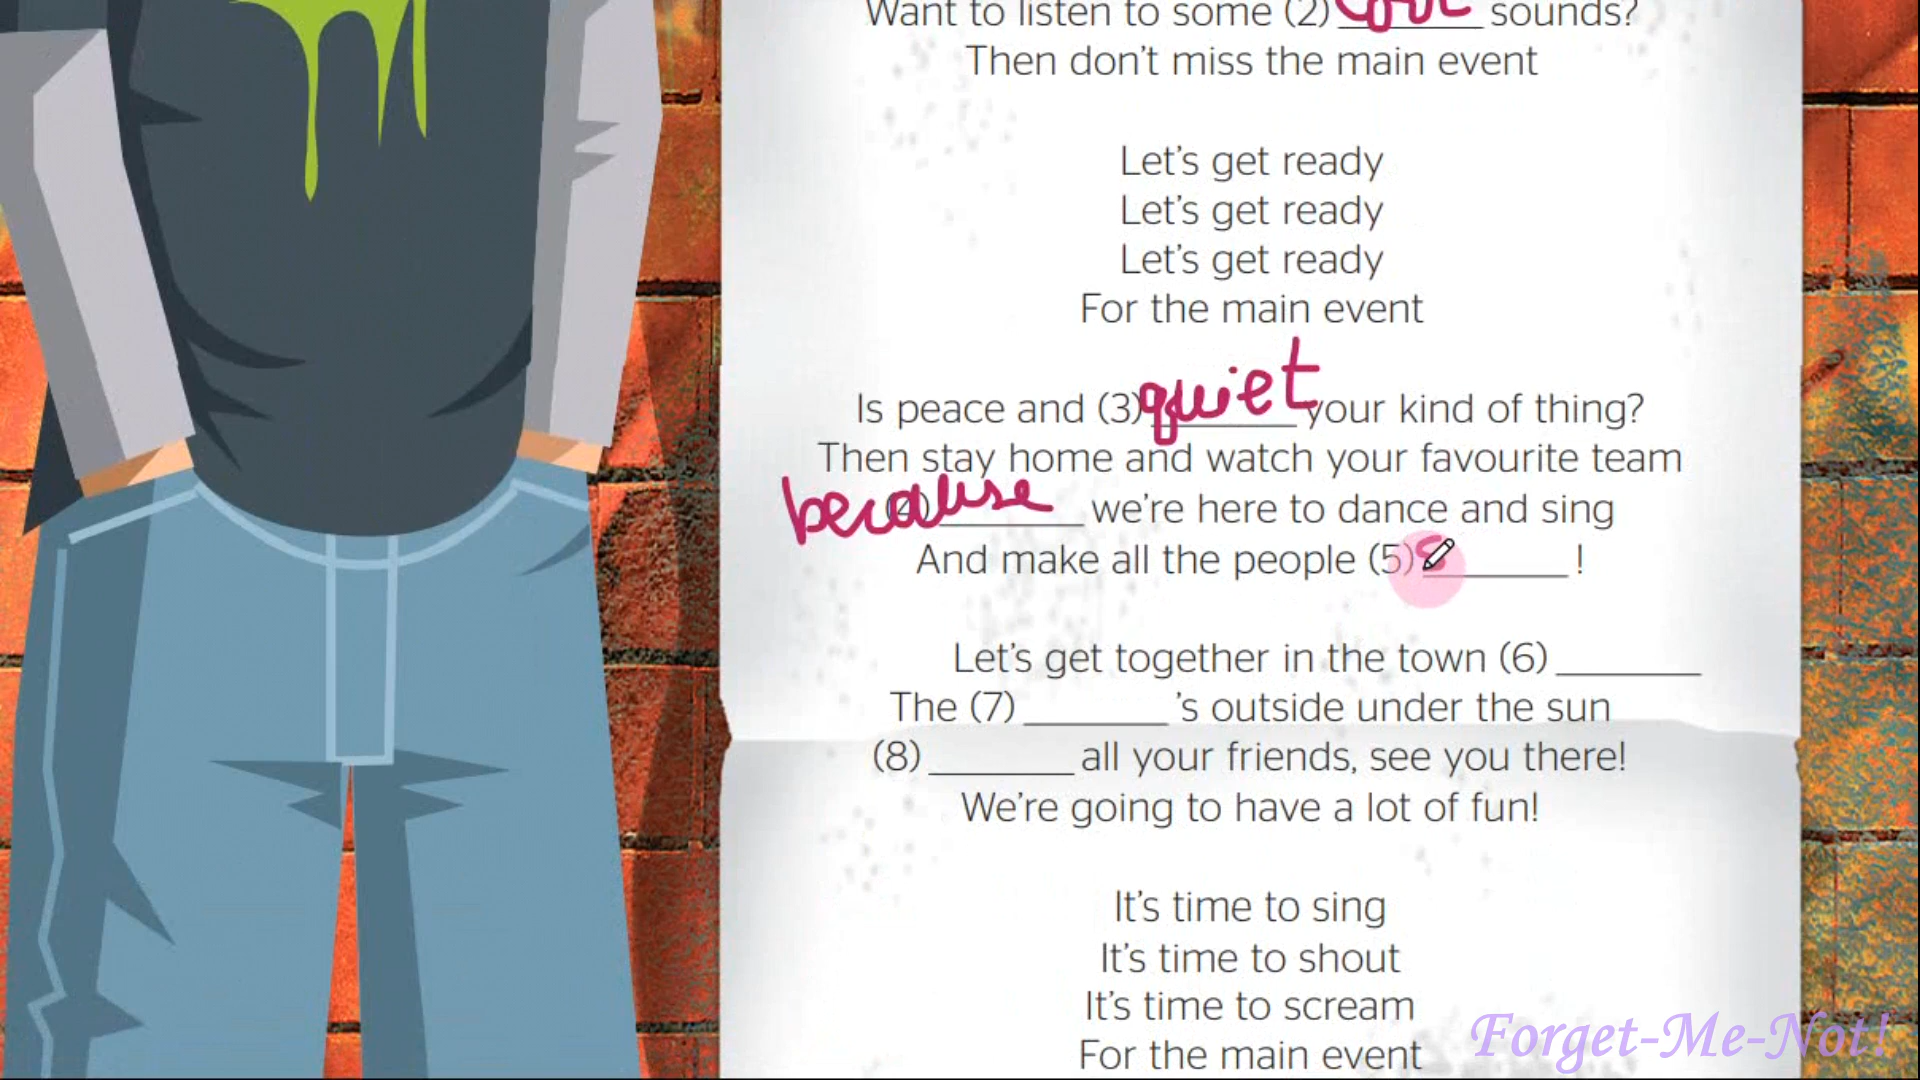 Want to listen to some (2) cool sounds?
Then don't miss the main event
Let's get ready
Let's get ready
Let's get ready
For the main event
Is peace and (3) quiet your kind of thing?
Then stay home and watch your favourite team
(4) because we're here to dance and sing
And make all the people (5) s________ !
Let's get together in the town (6) ________
The (7) ________ 's outside under the sun
(8) ________ all your friends, see you there!
We're going to have a lot of fun!
It's time to sing
It's time to shout
It's time to scream
For the main event
Forget-Me-Not!